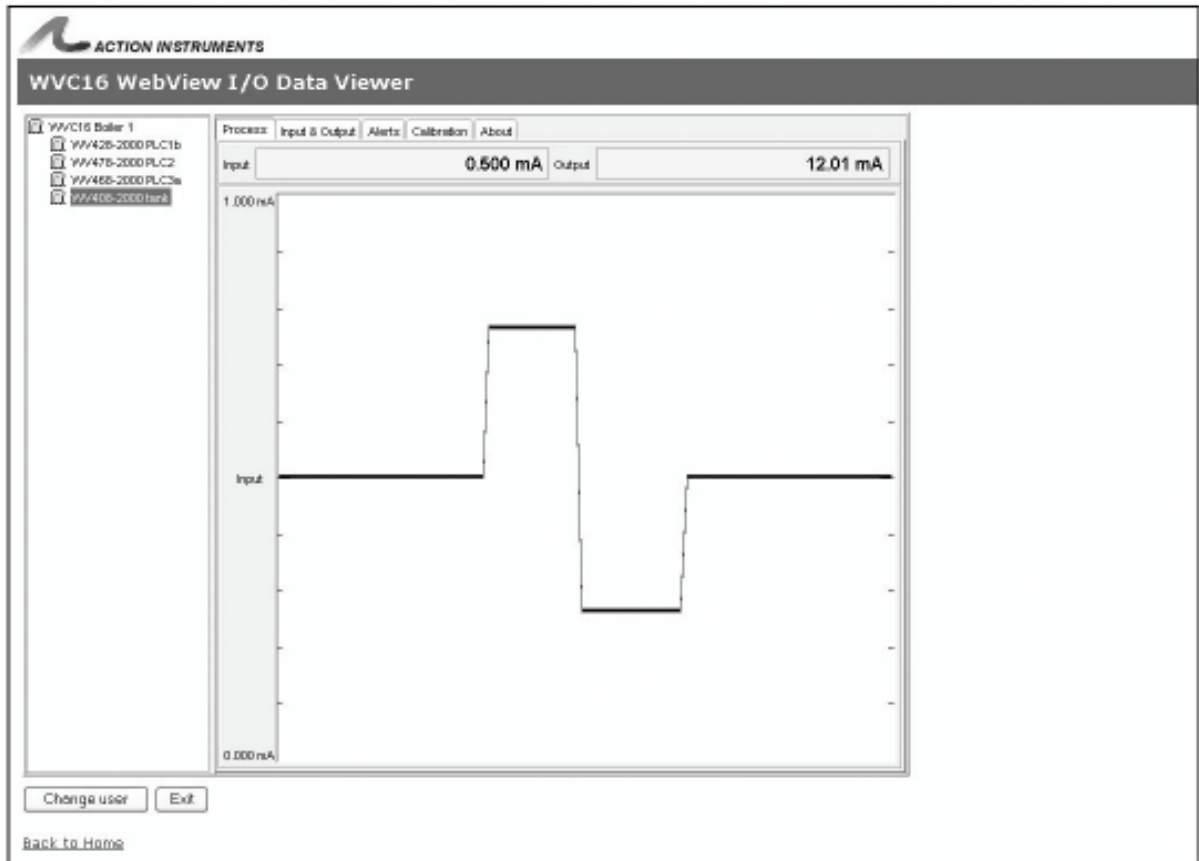 ACTION INSTRUMENTS
WVC16 WebView I/O Data Viewer
WVC16 Boiler 1
WV428-2000 PLC1b
WV478-2000 PLC2
WV468-2000 PLC3a
WV408-2000 tank
Process Input & Output Alerts Calibration About
Input 0.500 mA Output 12.01 mA
1.000 mA
Input
0.000 mA
Change user Exit
Back to Home